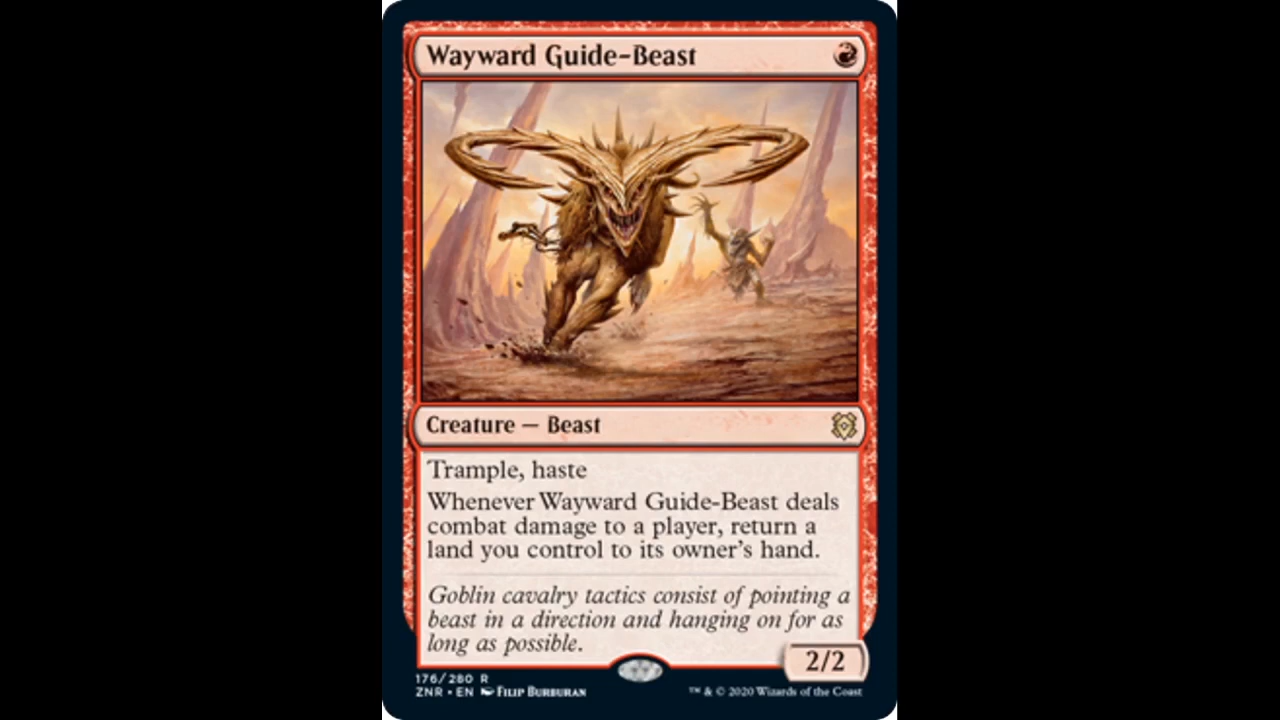 Wayward Guide-Beast
Creature — Beast
Trample, haste
Whenever Wayward Guide-Beast deals
combat damage to a player, return a
land you control to its owner's hand.
Goblin cavalry tactics consist of pointing a
beast in a direction and hanging on for as
long as possible.
2/2
176/280 R
ZNR • EN Filip Burburan
™ & © 2020 Wizards of the Coast